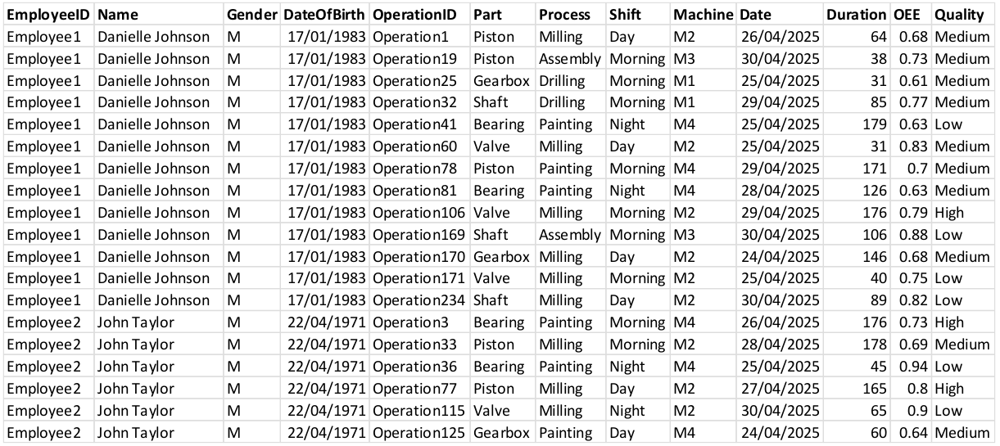 EmployeeID Name Gender DateOfBirth OperationID Part Process Shift Machine Date Duration OEE Quality
Employee1 Danielle Johnson M 17/01/1983 Operation1 Piston Milling Day M2 26/04/2025 64 0.68 Medium
Employee1 Danielle Johnson M 17/01/1983 Operation19 Piston Assembly Morning M3 30/04/2025 38 0.73 Medium
Employee1 Danielle Johnson M 17/01/1983 Operation25 Gearbox Drilling Morning M1 25/04/2025 31 0.61 Medium
Employee1 Danielle Johnson M 17/01/1983 Operation32 Shaft Drilling Morning M1 29/04/2025 85 0.77 Medium
Employee1 Danielle Johnson M 17/01/1983 Operation41 Bearing Painting Night M4 25/04/2025 179 0.63 Low
Employee1 Danielle Johnson M 17/01/1983 Operation60 Valve Milling Day M2 25/04/2025 31 0.83 Medium
Employee1 Danielle Johnson M 17/01/1983 Operation78 Piston Painting Morning M4 29/04/2025 171 0.7 Medium
Employee1 Danielle Johnson M 17/01/1983 Operation81 Bearing Painting Night M4 28/04/2025 126 0.63 Medium
Employee1 Danielle Johnson M 17/01/1983 Operation106 Valve Milling Morning M2 29/04/2025 176 0.79 High
Employee1 Danielle Johnson M 17/01/1983 Operation169 Shaft Assembly Morning M3 30/04/2025 106 0.88 Low
Employee1 Danielle Johnson M 17/01/1983 Operation170 Gearbox Milling Day M2 24/04/2025 146 0.68 Medium
Employee1 Danielle Johnson M 17/01/1983 Operation171 Valve Milling Morning M2 25/04/2025 40 0.75 Low
Employee1 Danielle Johnson M 17/01/1983 Operation234 Shaft Milling Day M2 30/04/2025 89 0.82 Low
Employee2 John Taylor M 22/04/1971 Operation3 Bearing Painting Morning M4 26/04/2025 176 0.73 High
Employee2 John Taylor M 22/04/1971 Operation33 Piston Milling Morning M2 28/04/2025 178 0.69 Medium
Employee2 John Taylor M 22/04/1971 Operation36 Bearing Painting Night M4 25/04/2025 45 0.94 Low
Employee2 John Taylor M 22/04/1971 Operation77 Piston Milling Day M2 27/04/2025 165 0.8 High
Employee2 John Taylor M 22/04/1971 Operation115 Valve Milling Night M2 30/04/2025 65 0.9 Low
Employee2 John Taylor M 22/04/1971 Operation125 Gearbox Painting Day M4 24/04/2025 60 0.64 Medium